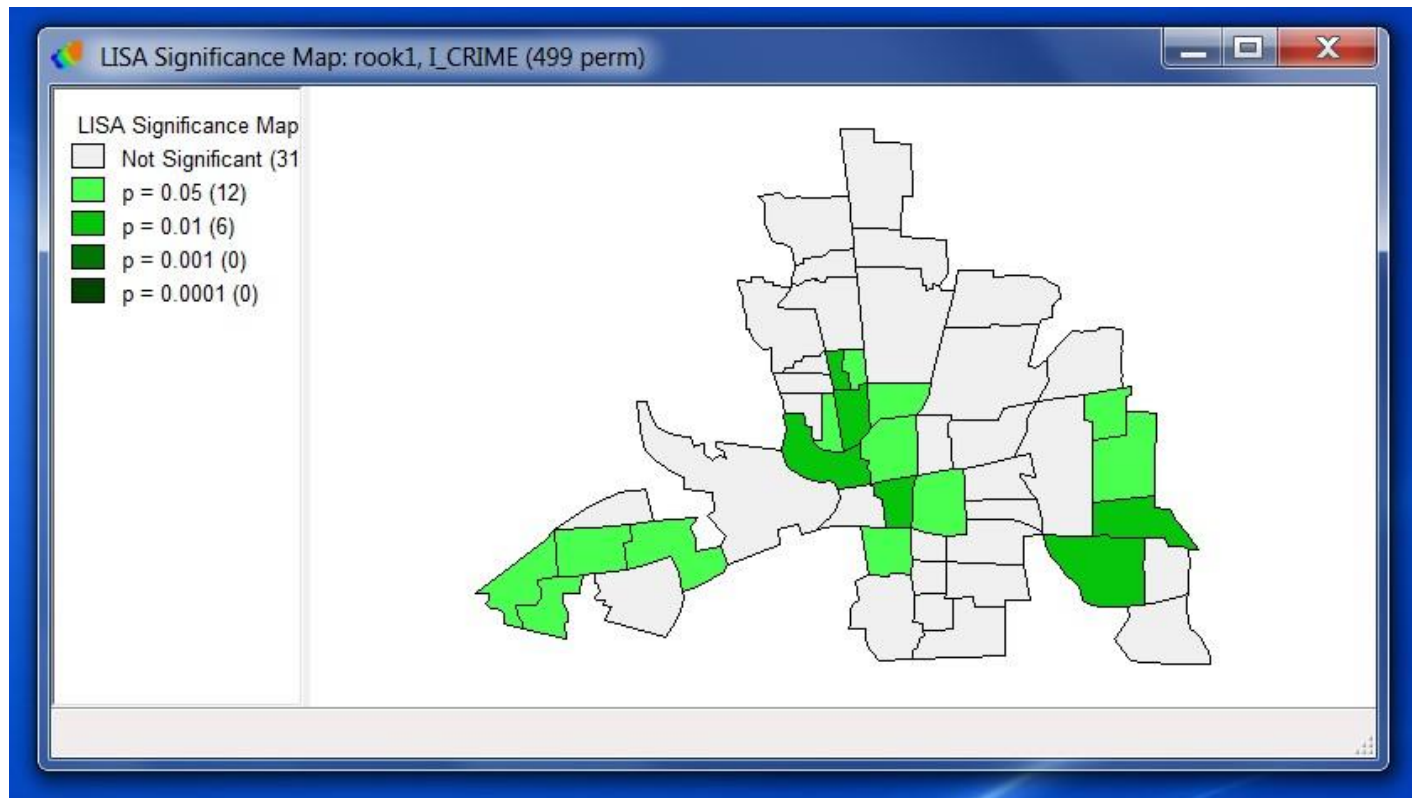 LISA Significance Map: rook1, I_CRIME (499 perm)
LISA Significance Map
Not Significant (31
p = 0.05 (12)
p = 0.01 (6)
p = 0.001 (0)
p = 0.0001 (0)